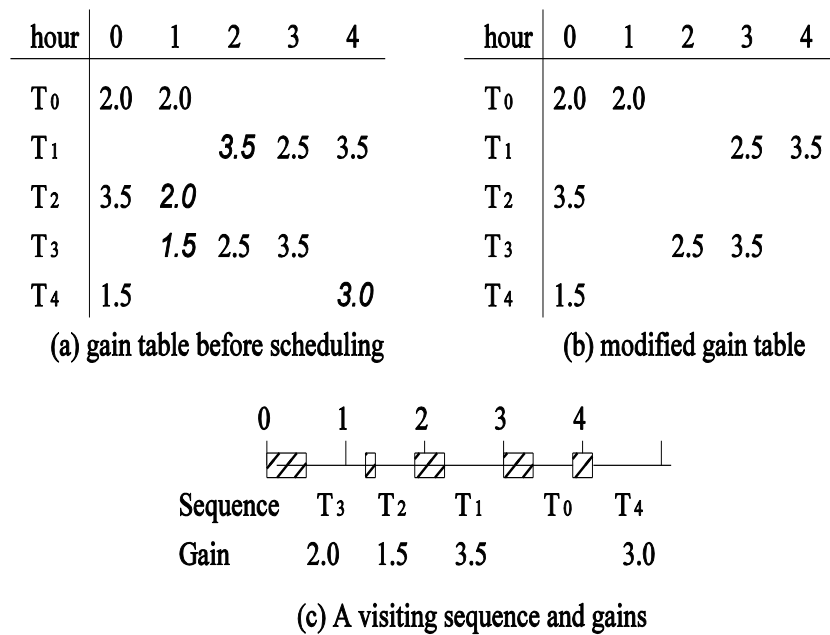 hour 0 1 2 3 4
T0 2.0 2.0
T1 3.5 2.5 3.5
T2 3.5 2.0
T3 1.5 2.5 3.5
T4 1.5 3.0
(a) gain table before scheduling
hour 0 1 2 3 4
T0 2.0 2.0
T1 2.5 3.5
T2 3.5
T3 2.5 3.5
T4 1.5
(b) modified gain table
0 1 2 3 4
Sequence T3 T2 T1 T0 T4
Gain 2.0 1.5 3.5 3.0
(c) A visiting sequence and gains